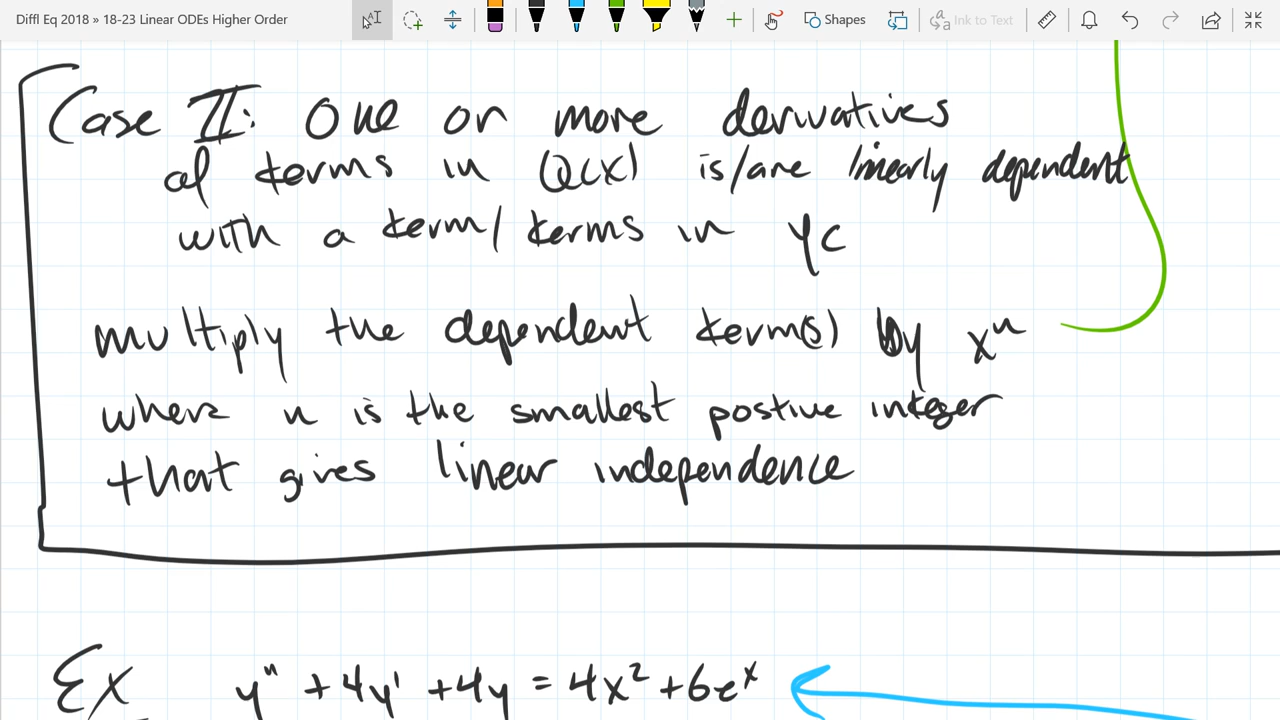 Diffl Eq 2018 » 18-23 Linear ODEs Higher Order
Shapes
Ink to Text
Case II: One or more derivatives
of terms in Q(x) is/are linearly dependent
with a term/terms in yc
multiply the dependent term(s) by xⁿ
where n is the smallest postive integer
that gives linear independence
Ex y" + 4y' + 4y = 4x² + 6eˣ